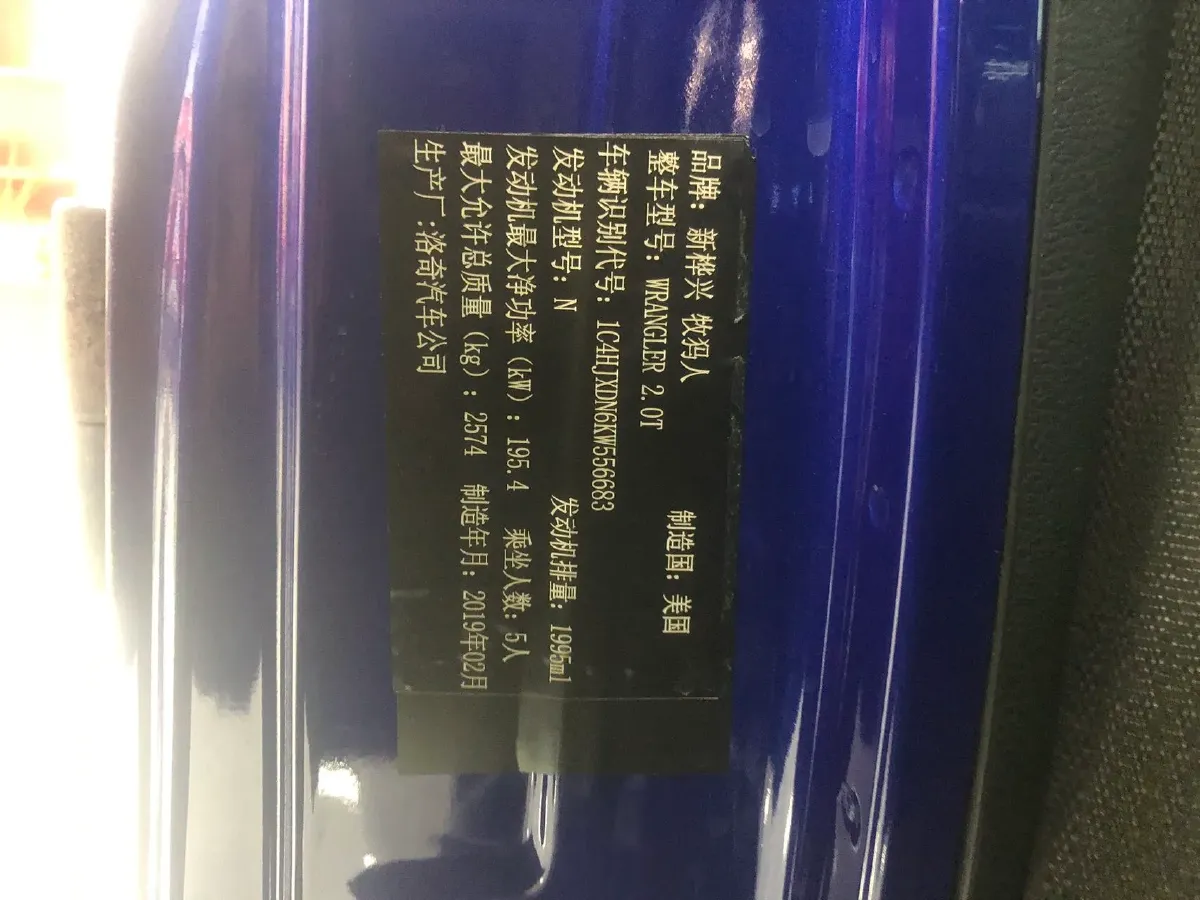 品牌：新桦兴 牧犸人
制造国：美国
整车型号：WRANGLER 2.0T
车辆识别代号：1C4HJXDN6KW556683
发动机型号：N 发动机排量：1995ml
发动机最大净功率（kW）：195.4 乘坐人数：5人
最大允许总质量（kg）：2574 制造年月：2019年02月
生产厂:洛奇汽车公司